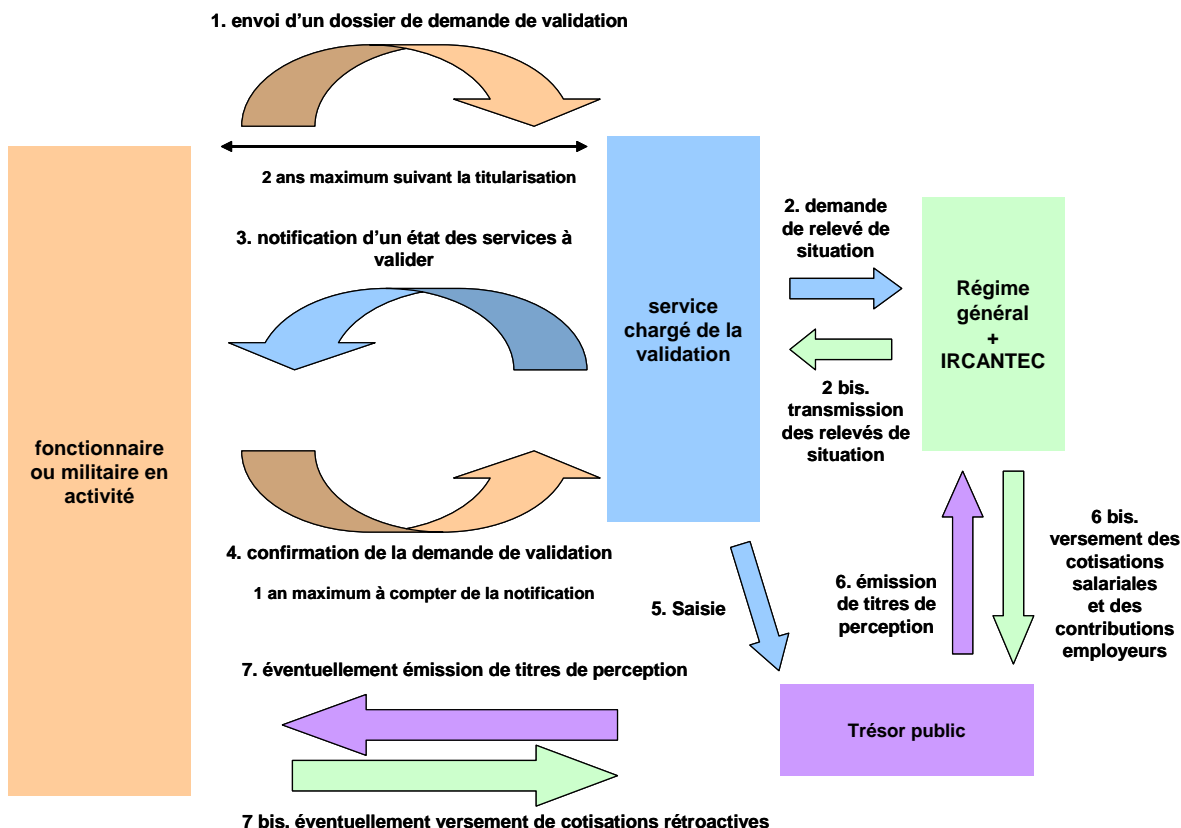 1. envoi d'un dossier de demande de validation
2 ans maximum suivant la titularisation
3. notification d'un état des services à
valider
fonctionnaire
ou militaire en
activité
service
chargé de la
validation
2. demande
de relevé de
situation
Régime
général
+
IRCANTEC
2 bis.
transmission
des relevés de
situation
4. confirmation de la demande de validation
1 an maximum à compter de la notification
5. Saisie
6. émission
de titres de
perception
6 bis.
versement des
cotisations
salariales
et des
contributions
employeurs
7. éventuellement émission de titres de perception
Trésor public
7 bis. éventuellement versement de cotisations rétroactives